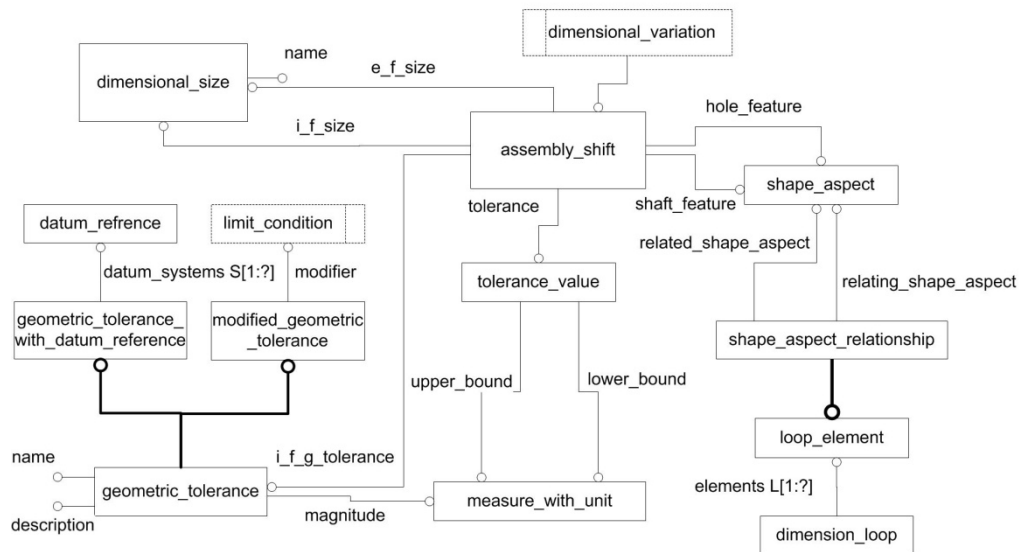 dimensional_variation
name
e_f_size
dimensional_size
hole_feature
i_f_size
assembly_shift
shape_aspect
tolerance
shaft_feature
datum_refrence
limit_condition
related_shape_aspect
datum_systems S[1:?]
modifier
tolerance_value
relating_shape_aspect
geometric_tolerance_
with_datum_reference
modified_geometric
_tolerance
shape_aspect_relationship
upper_bound
lower_bound
loop_element
name
i_f_g_tolerance
geometric_tolerance
elements L[1:?]
measure_with_unit
magnitude
description
dimension_loop